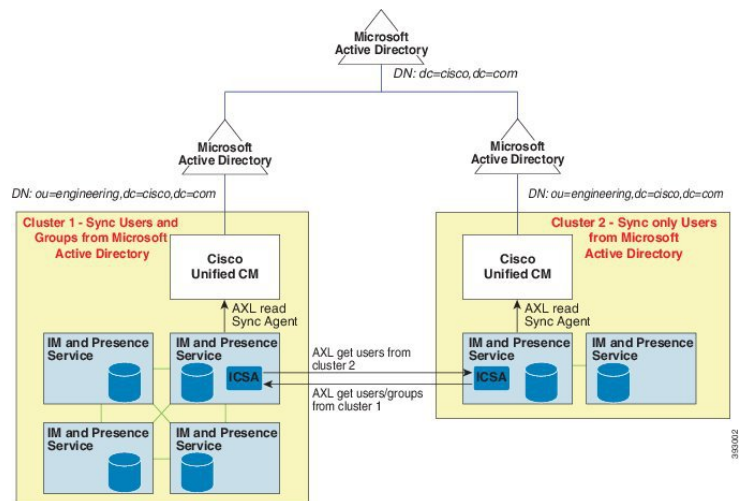 Microsoft
Active Directory
DN: dc=cisco,dc=com
Microsoft
Active Directory
Microsoft
Active Directory
DN: ou=engineering,dc=cisco,dc=com
DN: ou=engineering,dc=cisco,dc=com
Cluster 1 - Sync Users and
Groups from Microsoft
Active Directory
Cisco
Unified CM
AXL read
Sync Agent
IM and Presence
Service
IM and Presence
Service
ICSA
IM and Presence
Service
IM and Presence
Service
AXL get users from
cluster 2
AXL get users/groups
from cluster 1
Cluster 2 - Sync only Users
from Microsoft
Active Directory
Cisco
Unified CM
AXL read
Sync Agent
IM and Presence
Service
ICSA
IM and Presence
Service
393002